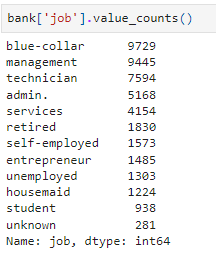 bank['job'].value_counts()
blue-collar 9729
management 9445
technician 7594
admin. 5168
services 4154
retired 1830
self-employed 1573
entrepreneur 1485
unemployed 1303
housemaid 1224
student 938
unknown 281
Name: job, dtype: int64